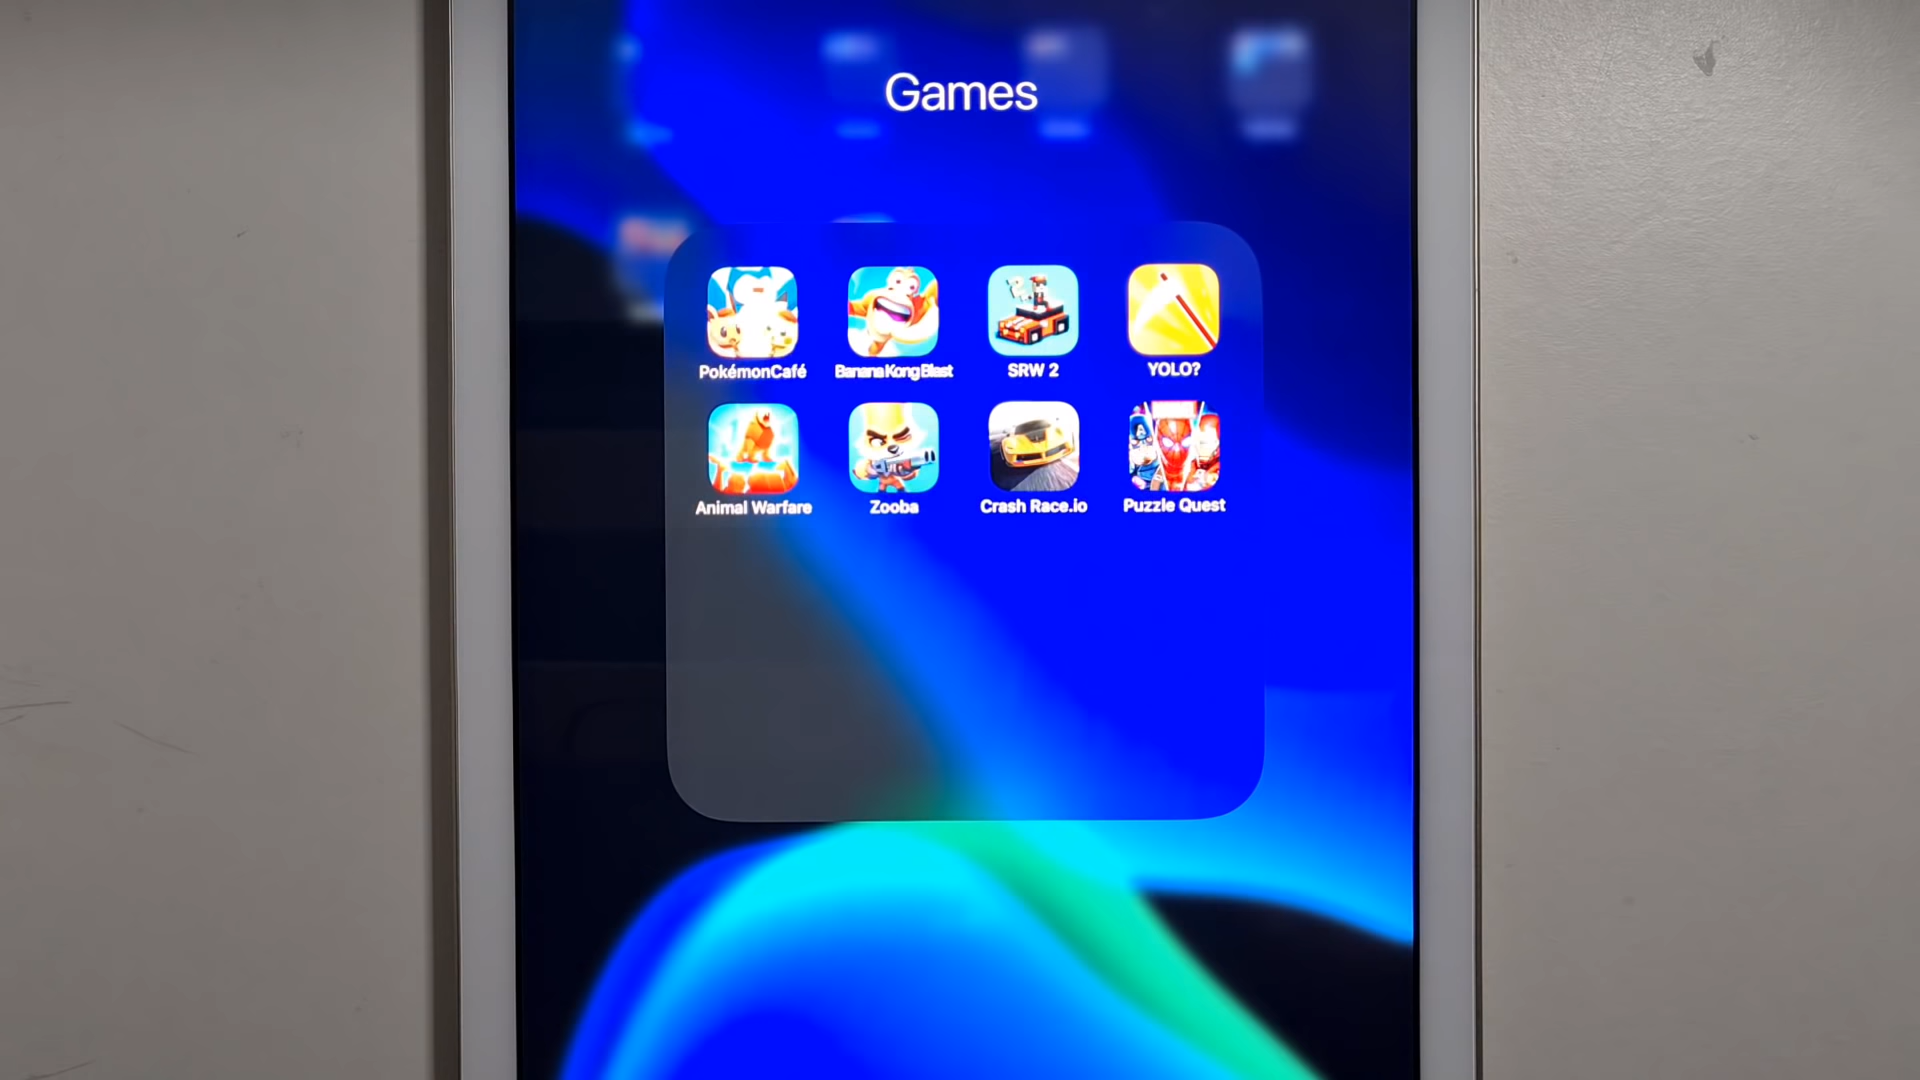 Games
PokémonCafé
BananaKongBlast
SRW 2
YOLO?
Animal Warfare
Zooba
Crash Race.io
Puzzle Quest